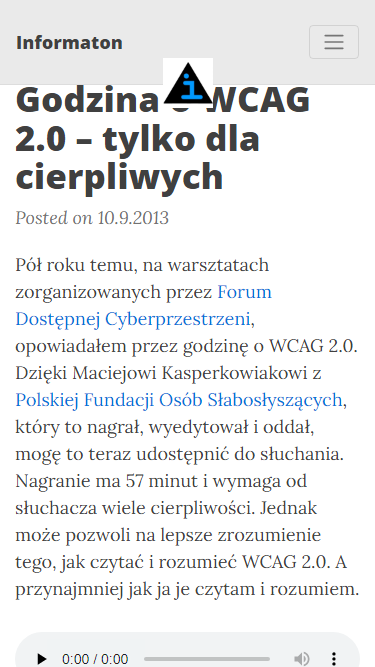 Informaton
i
Godzina o WCAG
2.0 – tylko dla
cierpliwych
Posted on 10.9.2013
Pół roku temu, na warsztatach
zorganizowanych przez Forum
Dostępnej Cyberprzestrzeni,
opowiadałem przez godzinę o WCAG 2.0.
Dzięki Maciejowi Kasperkowiakowi z
Polskiej Fundacji Osób Słabosłyszących,
który to nagrał, wyedytował i oddał,
mogę to teraz udostępnić do słuchania.
Nagranie ma 57 minut i wymaga od
słuchacza wiele cierpliwości. Jednak
może pozwoli na lepsze zrozumienie
tego, jak czytać i rozumieć WCAG 2.0. A
przynajmniej jak ja je czytam i rozumiem.
0:00 / 0:00